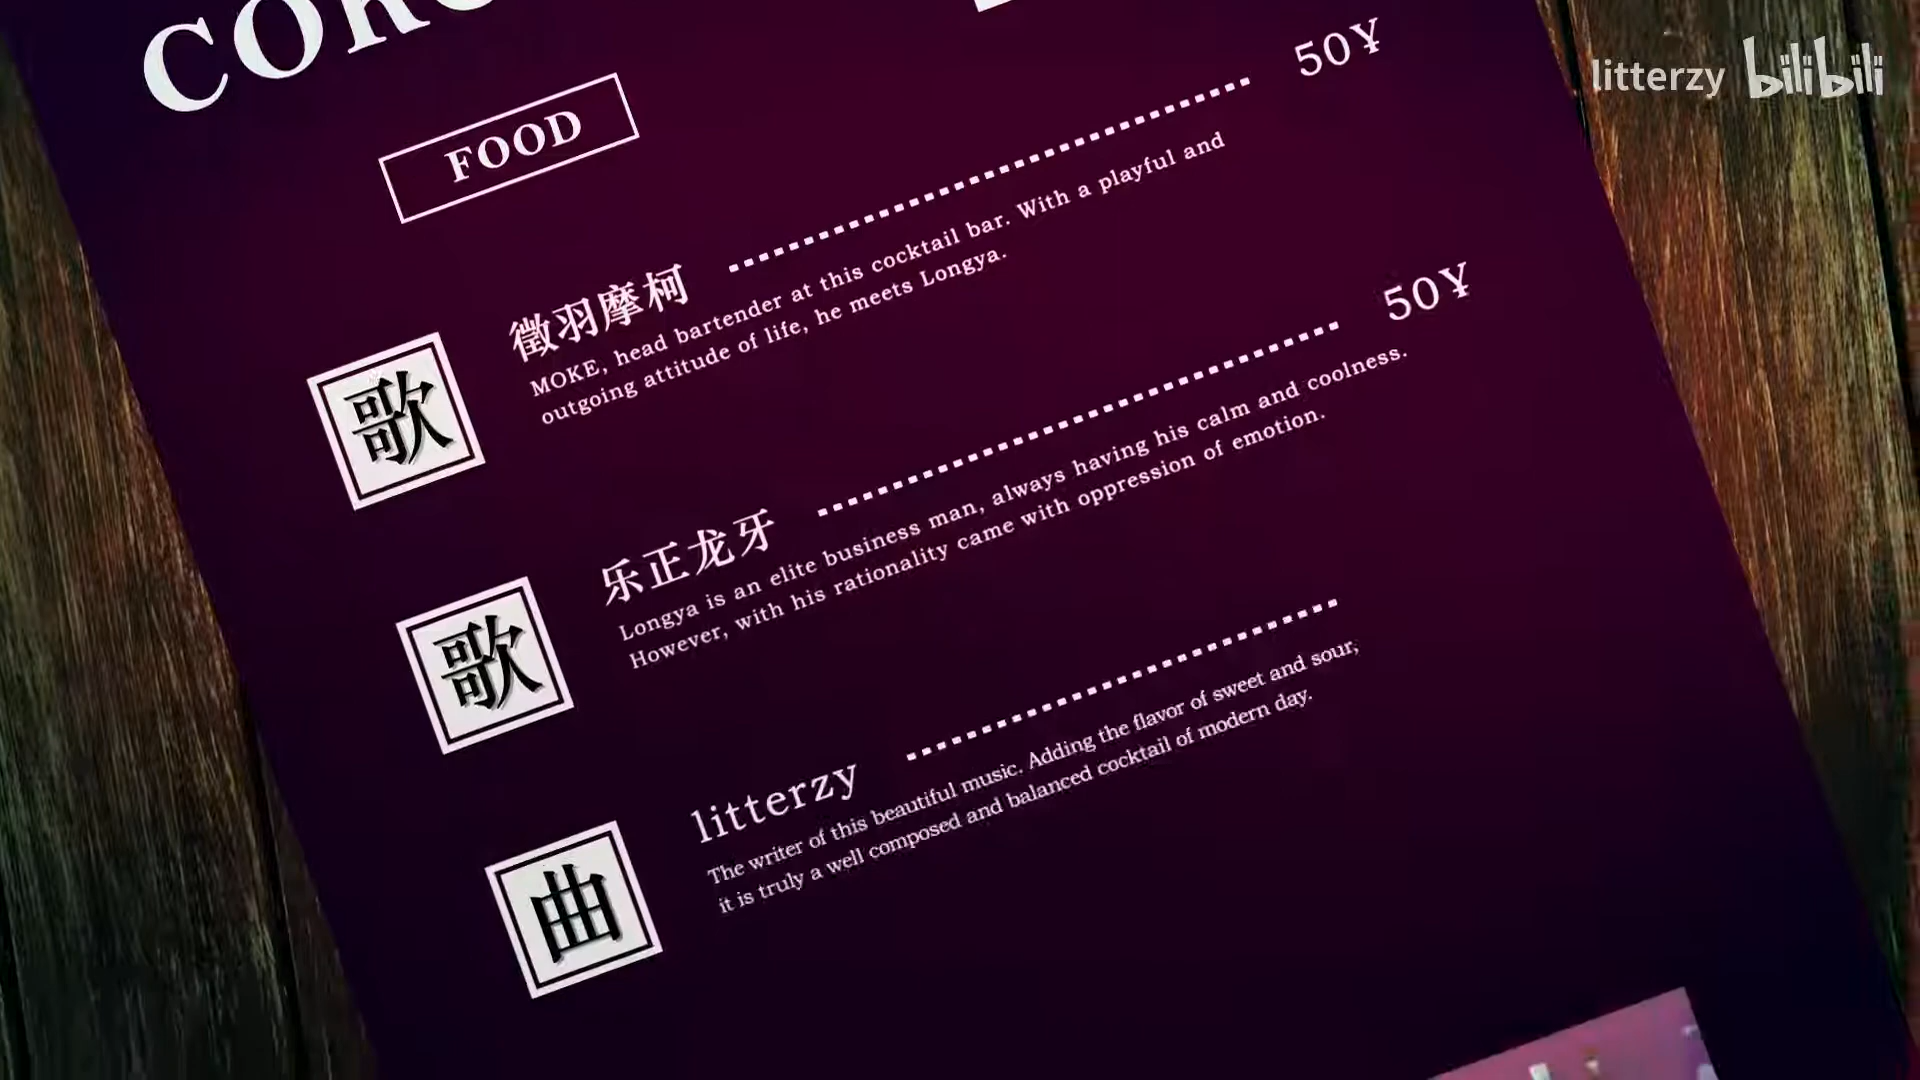 litterzy bilibili
FOOD
徵羽摩柯 50¥
MOKE, head bartender at this cocktail bar. With a playful and
outgoing attitude of life, he meets Longya.
歌
乐正龙牙 50¥
Longya is an elite business man, always having his calm and coolness.
However, with his rationality came with oppression of emotion.
歌
litterzy
The writer of this beautiful music. Adding the flavor of sweet and sour,
it is truly a well composed and balanced cocktail of modern day.
曲